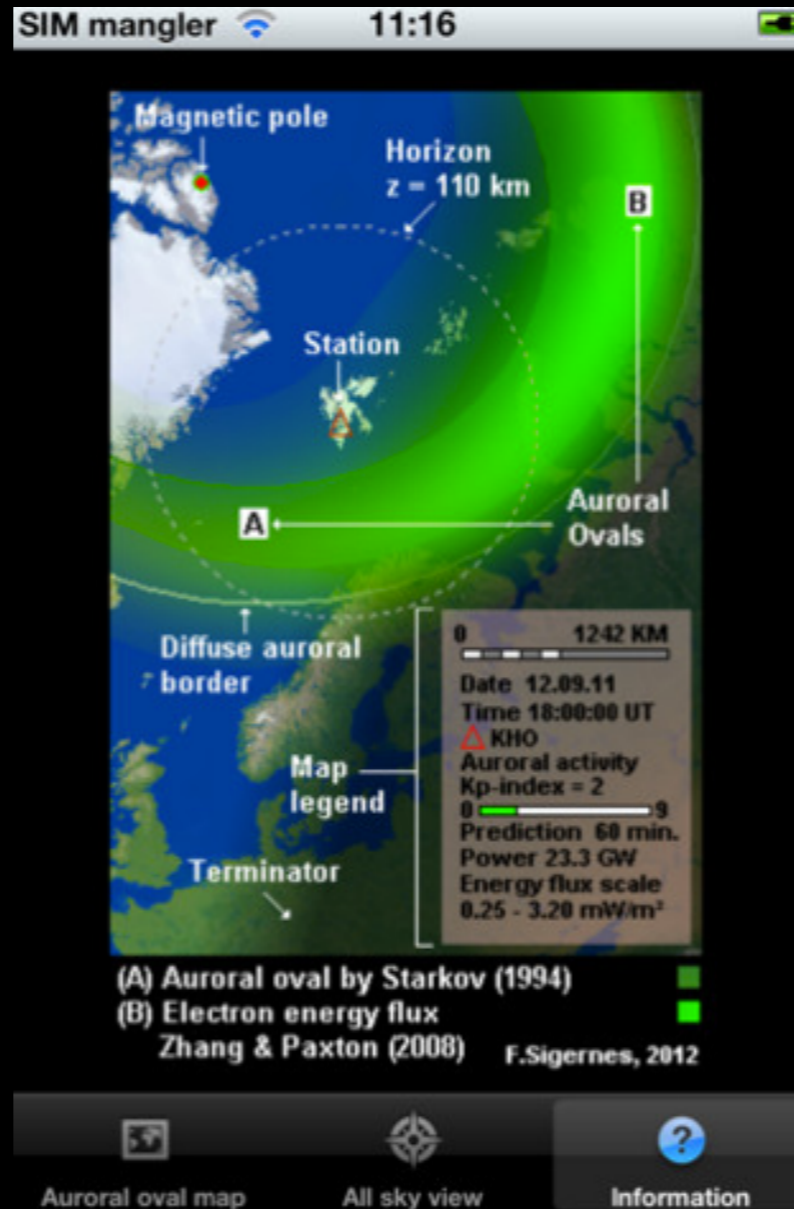 SIM mangler 11:16
Magnetic pole
Horizon
z = 110 km
B
Station
A
Auroral
Ovals
Diffuse auroral
border
Map
legend
Terminator
0 1242 KM
Date 12.09.11
Time 18:00:00 UT
KHO
Auroral activity
Kp-index = 2
0 9
Prediction 60 min.
Power 23.3 GW
Energy flux scale
0.25 - 3.20 mW/m²
(A) Auroral oval by Starkov (1994)
(B) Electron energy flux
Zhang & Paxton (2008) F.Sigernes, 2012
Auroral oval map All sky view Information